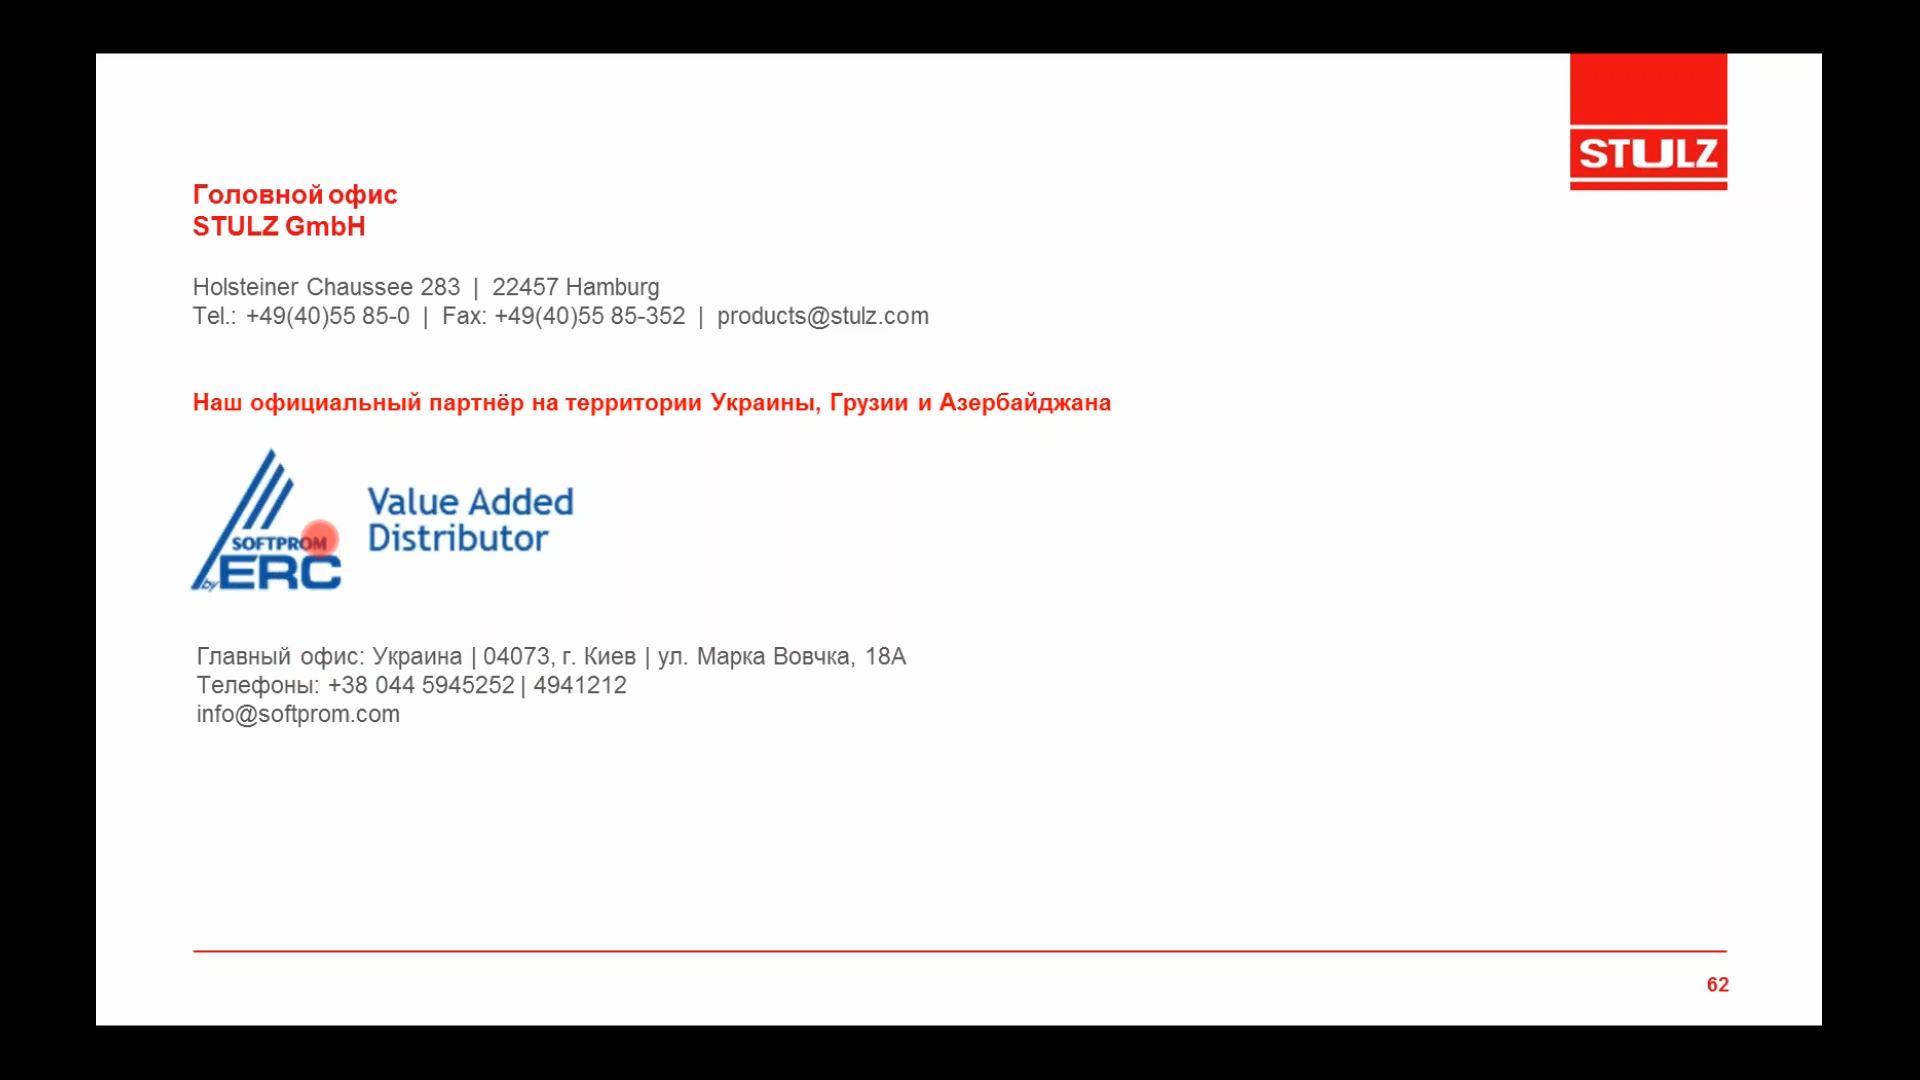 STULZ
Головной офис
STULZ GmbH
Holsteiner Chaussee 283 | 22457 Hamburg
Tel.: +49(40)55 85-0 | Fax: +49(40)55 85-352 | products@stulz.com
Наш официальный партнёр на территории Украины, Грузии и Азербайджана
Value Added
Distributor
SOFTPROM
by ERC
Главный офис: Украина | 04073, г. Киев | ул. Марка Вовчка, 18А
Телефоны: +38 044 5945252 | 4941212
info@softprom.com
62